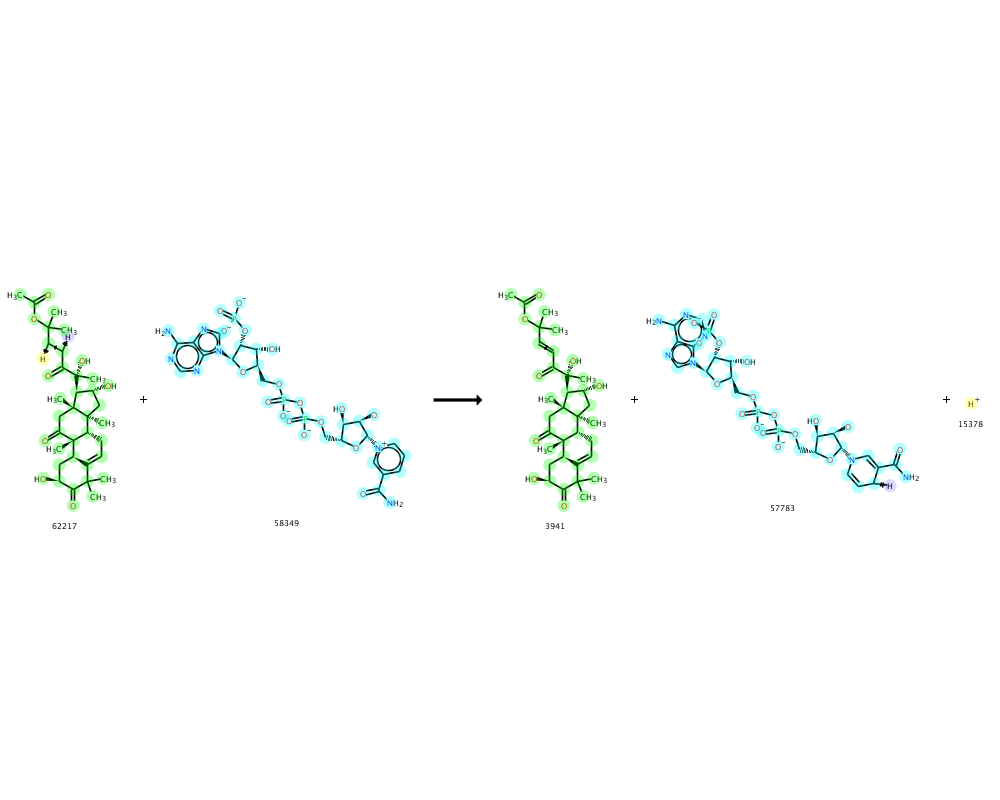 H₃C O
O CH₃
CH₃
H
H
O OH
CH₃
OH
H₃C
CH₃
O
H₃C
HO CH₃
CH₃
O
62217
+
O⁻
O P
O⁻ O
H₂N N
N N
N
OH
O
O
O P O
O⁻ O P O
O⁻
HO O
O
N⁺
O
NH₂
58349
H₃C O
O CH₃
CH₃
O OH
CH₃
OH
H₃C
CH₃
O
H₃C
HO CH₃
CH₃
O
3941
+
H₂N N O
O P
O
N N
OH
O
O
O P O
O⁻ O P O
O⁻
HO O
O
N
O
NH₂
H
57783
+
H⁺
15378